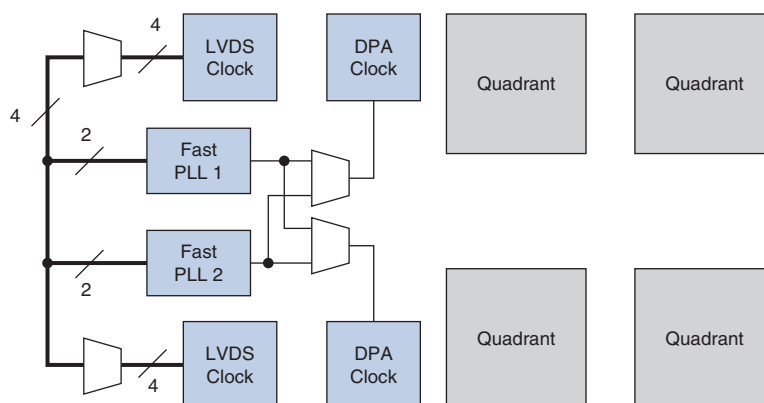 4
LVDS
Clock
DPA
Clock
Quadrant
Quadrant
4
2
Fast
PLL 1
Fast
PLL 2
2
LVDS
Clock
4
DPA
Clock
Quadrant
Quadrant